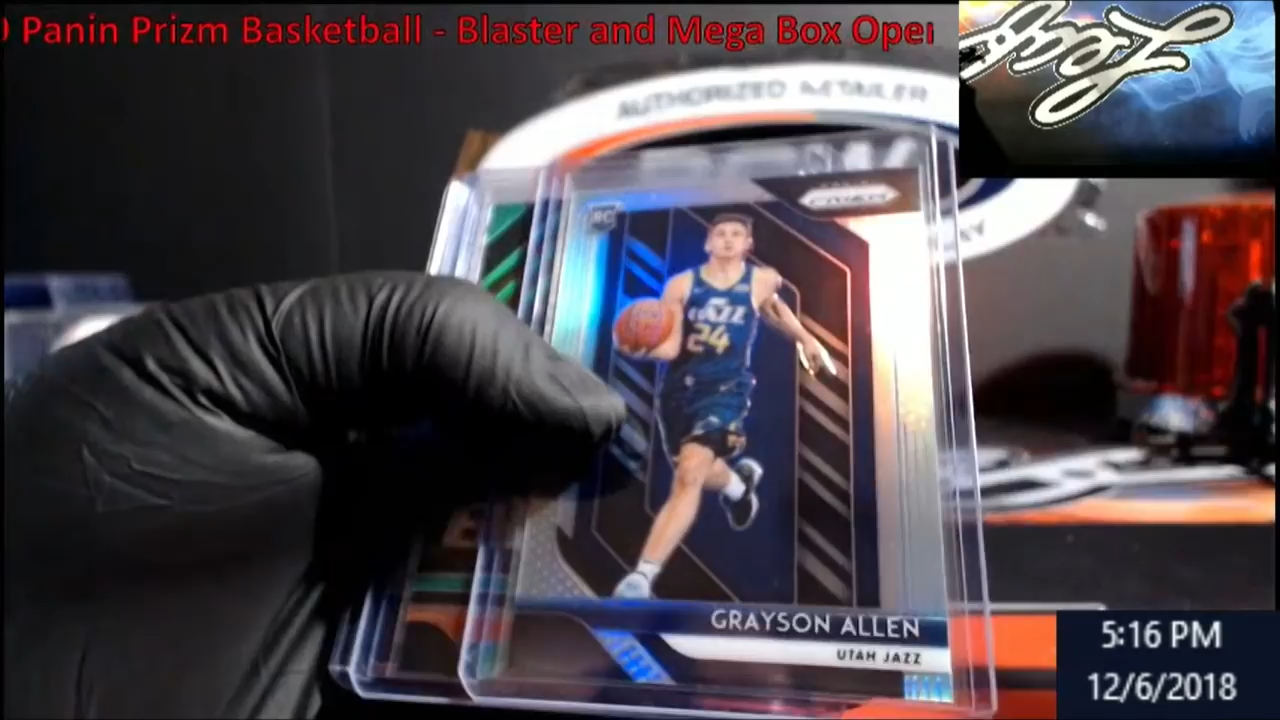 ) Panin Prizm Basketball - Blaster and Mega Box Oper
AUTHORIZED RETAILER
PRIZM
RC
JAZZ
24
GRAYSON ALLEN
UTAH JAZZ
5:16 PM
12/6/2018